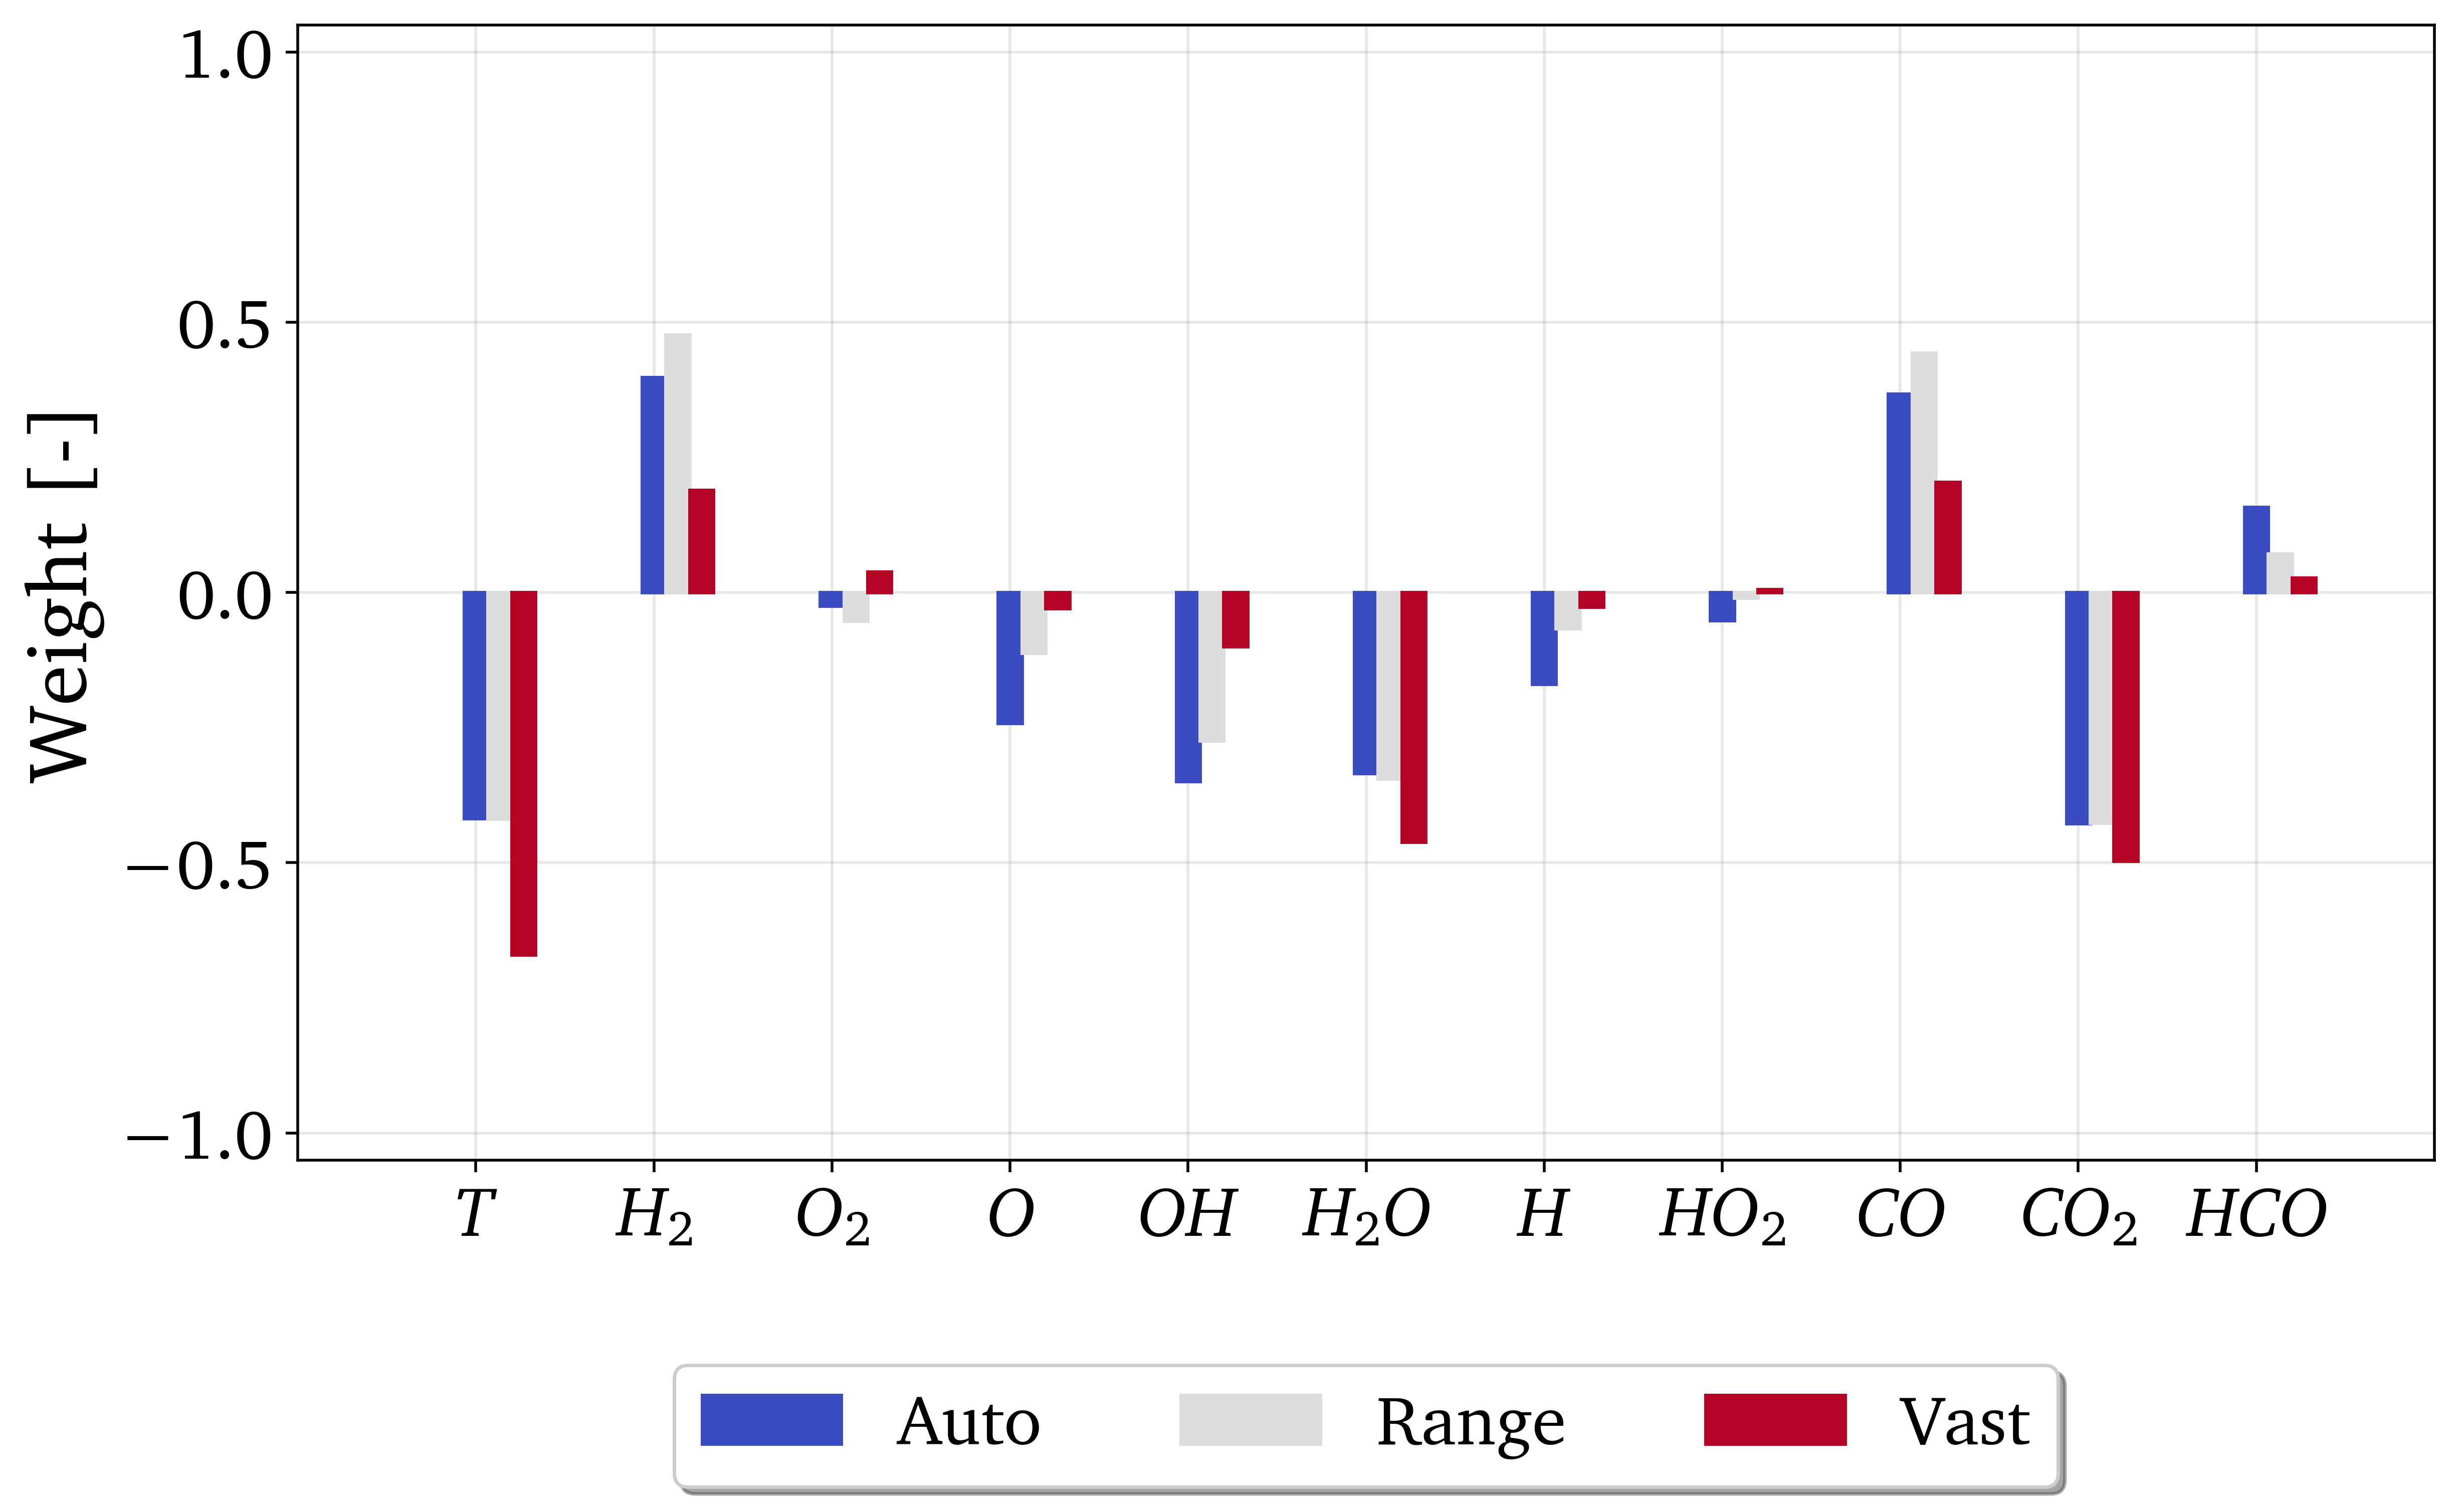 Weight [-]
1.0
0.5
0.0
−0.5
−1.0
T H₂ O₂ O OH H₂O H HO₂ CO CO₂ HCO
Auto Range Vast